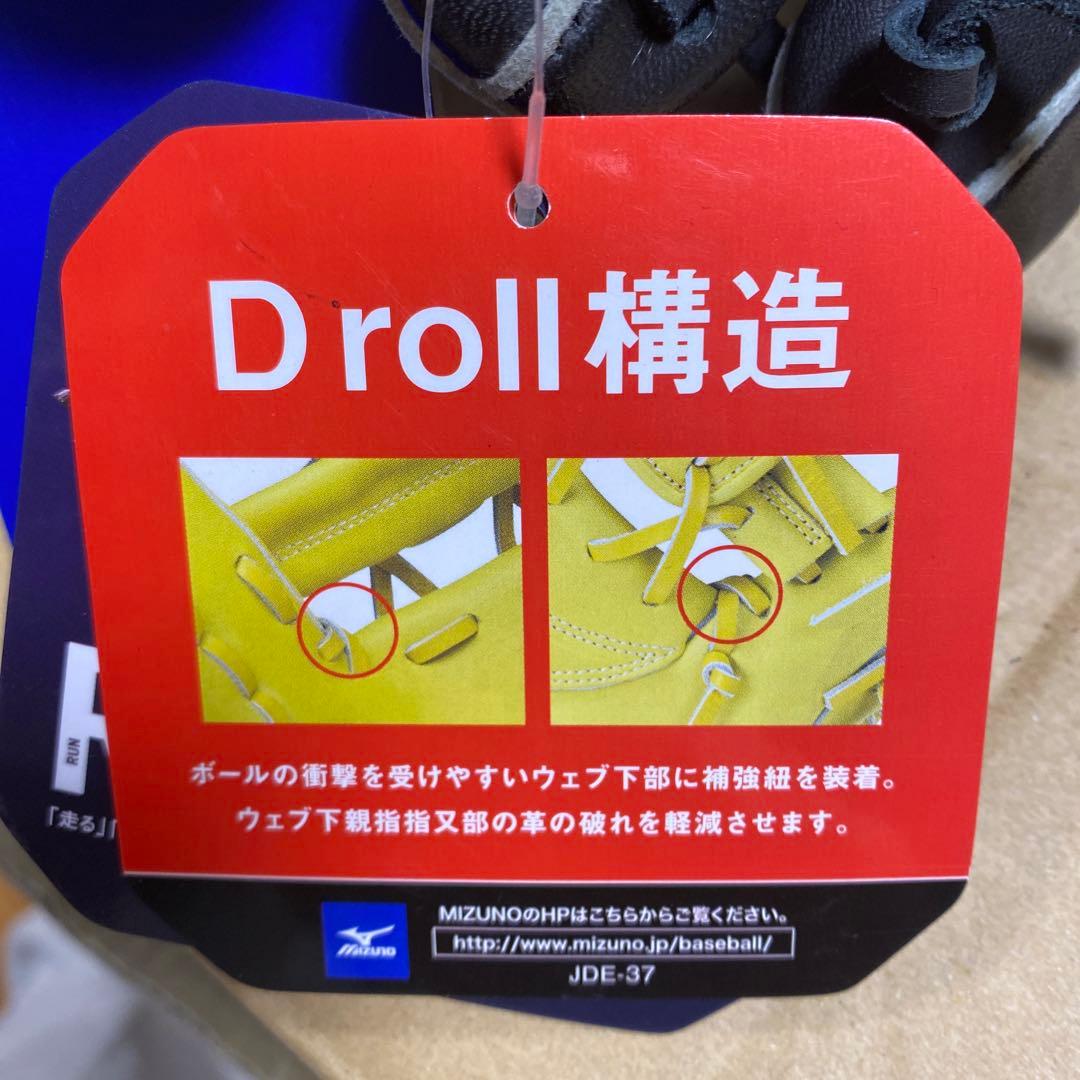 D roll構造
ボールの衝撃を受けやすいウェブ下部に補強紐を装着。
ウェブ下親指指又部の革の破れを軽減させます。
MIZUNO
MIZUNOのHPはこちらからご覧ください。
http://www.mizuno.jp/baseball/
JDE-37
RUN
「走る」「